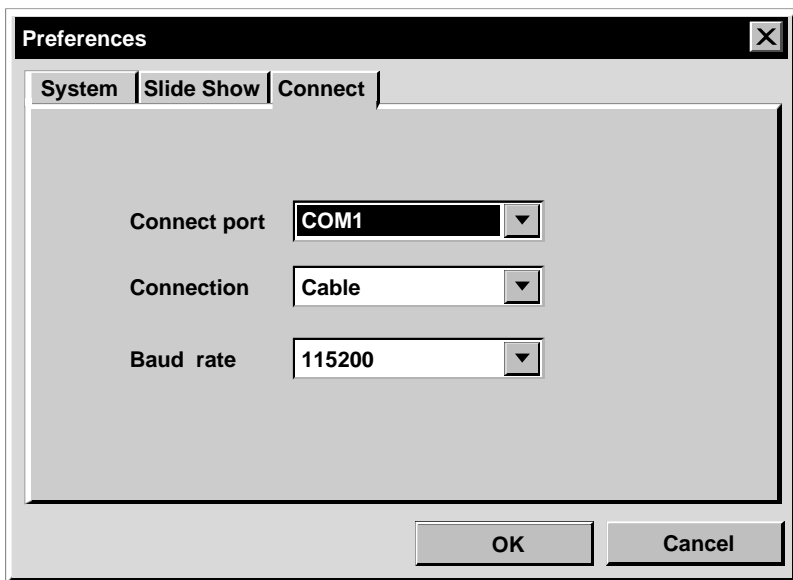 Preferences
System Slide Show Connect
Connect port COM1
Connection Cable
Baud rate 115200
OK Cancel